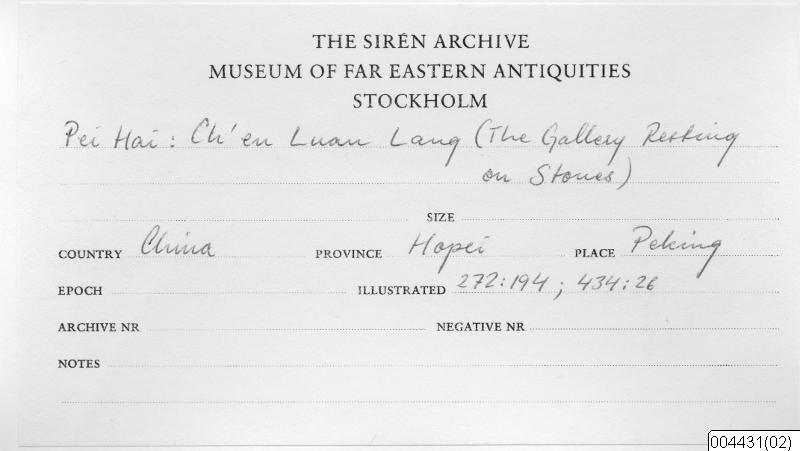 THE SIRÉN ARCHIVE
MUSEUM OF FAR EASTERN ANTIQUITIES
STOCKHOLM
Pei Hai: Ch'en Luan Lang (The Gallery Resting
on Stones)
SIZE
COUNTRY China PROVINCE Hopei PLACE Peking
EPOCH ILLUSTRATED 272:194; 434:26
ARCHIVE NR NEGATIVE NR
NOTES
004431(02)